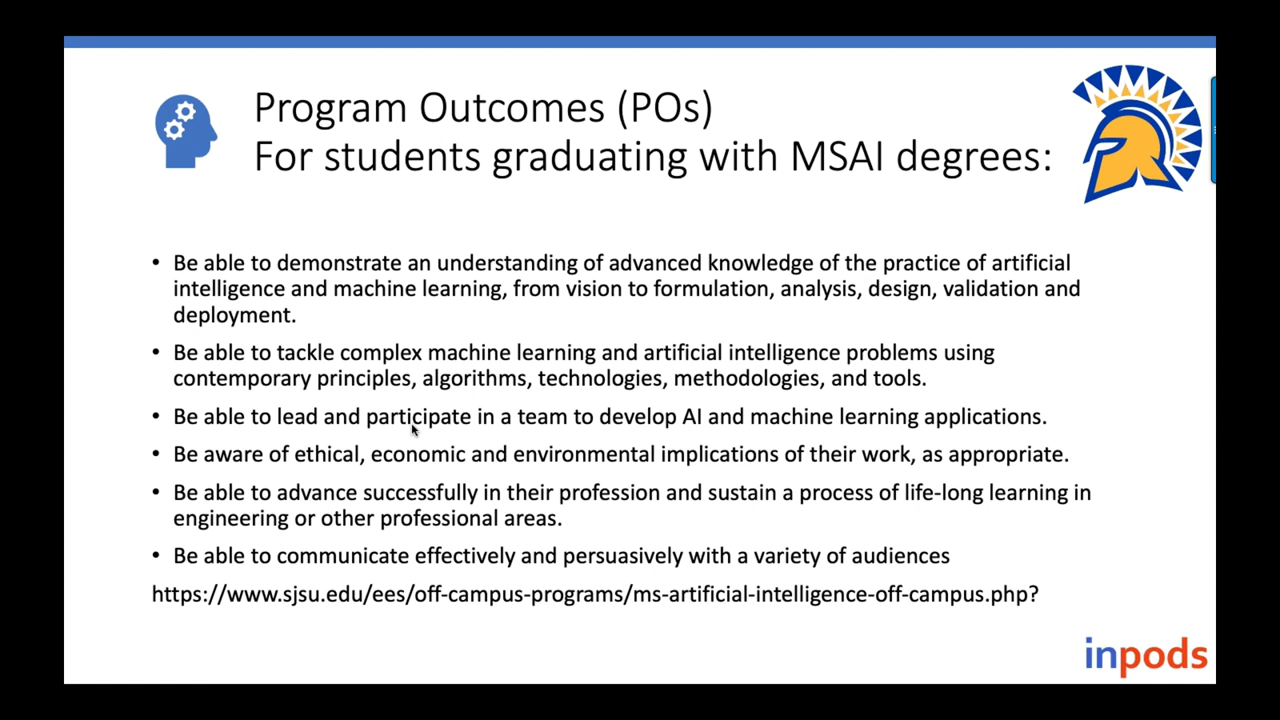 Program Outcomes (POs)
For students graduating with MSAI degrees:
• Be able to demonstrate an understanding of advanced knowledge of the practice of artificial
intelligence and machine learning, from vision to formulation, analysis, design, validation and
deployment.
• Be able to tackle complex machine learning and artificial intelligence problems using
contemporary principles, algorithms, technologies, methodologies, and tools.
• Be able to lead and participate in a team to develop AI and machine learning applications.
• Be aware of ethical, economic and environmental implications of their work, as appropriate.
• Be able to advance successfully in their profession and sustain a process of life-long learning in
engineering or other professional areas.
• Be able to communicate effectively and persuasively with a variety of audiences
https://www.sjsu.edu/ees/off-campus-programs/ms-artificial-intelligence-off-campus.php?
inpods